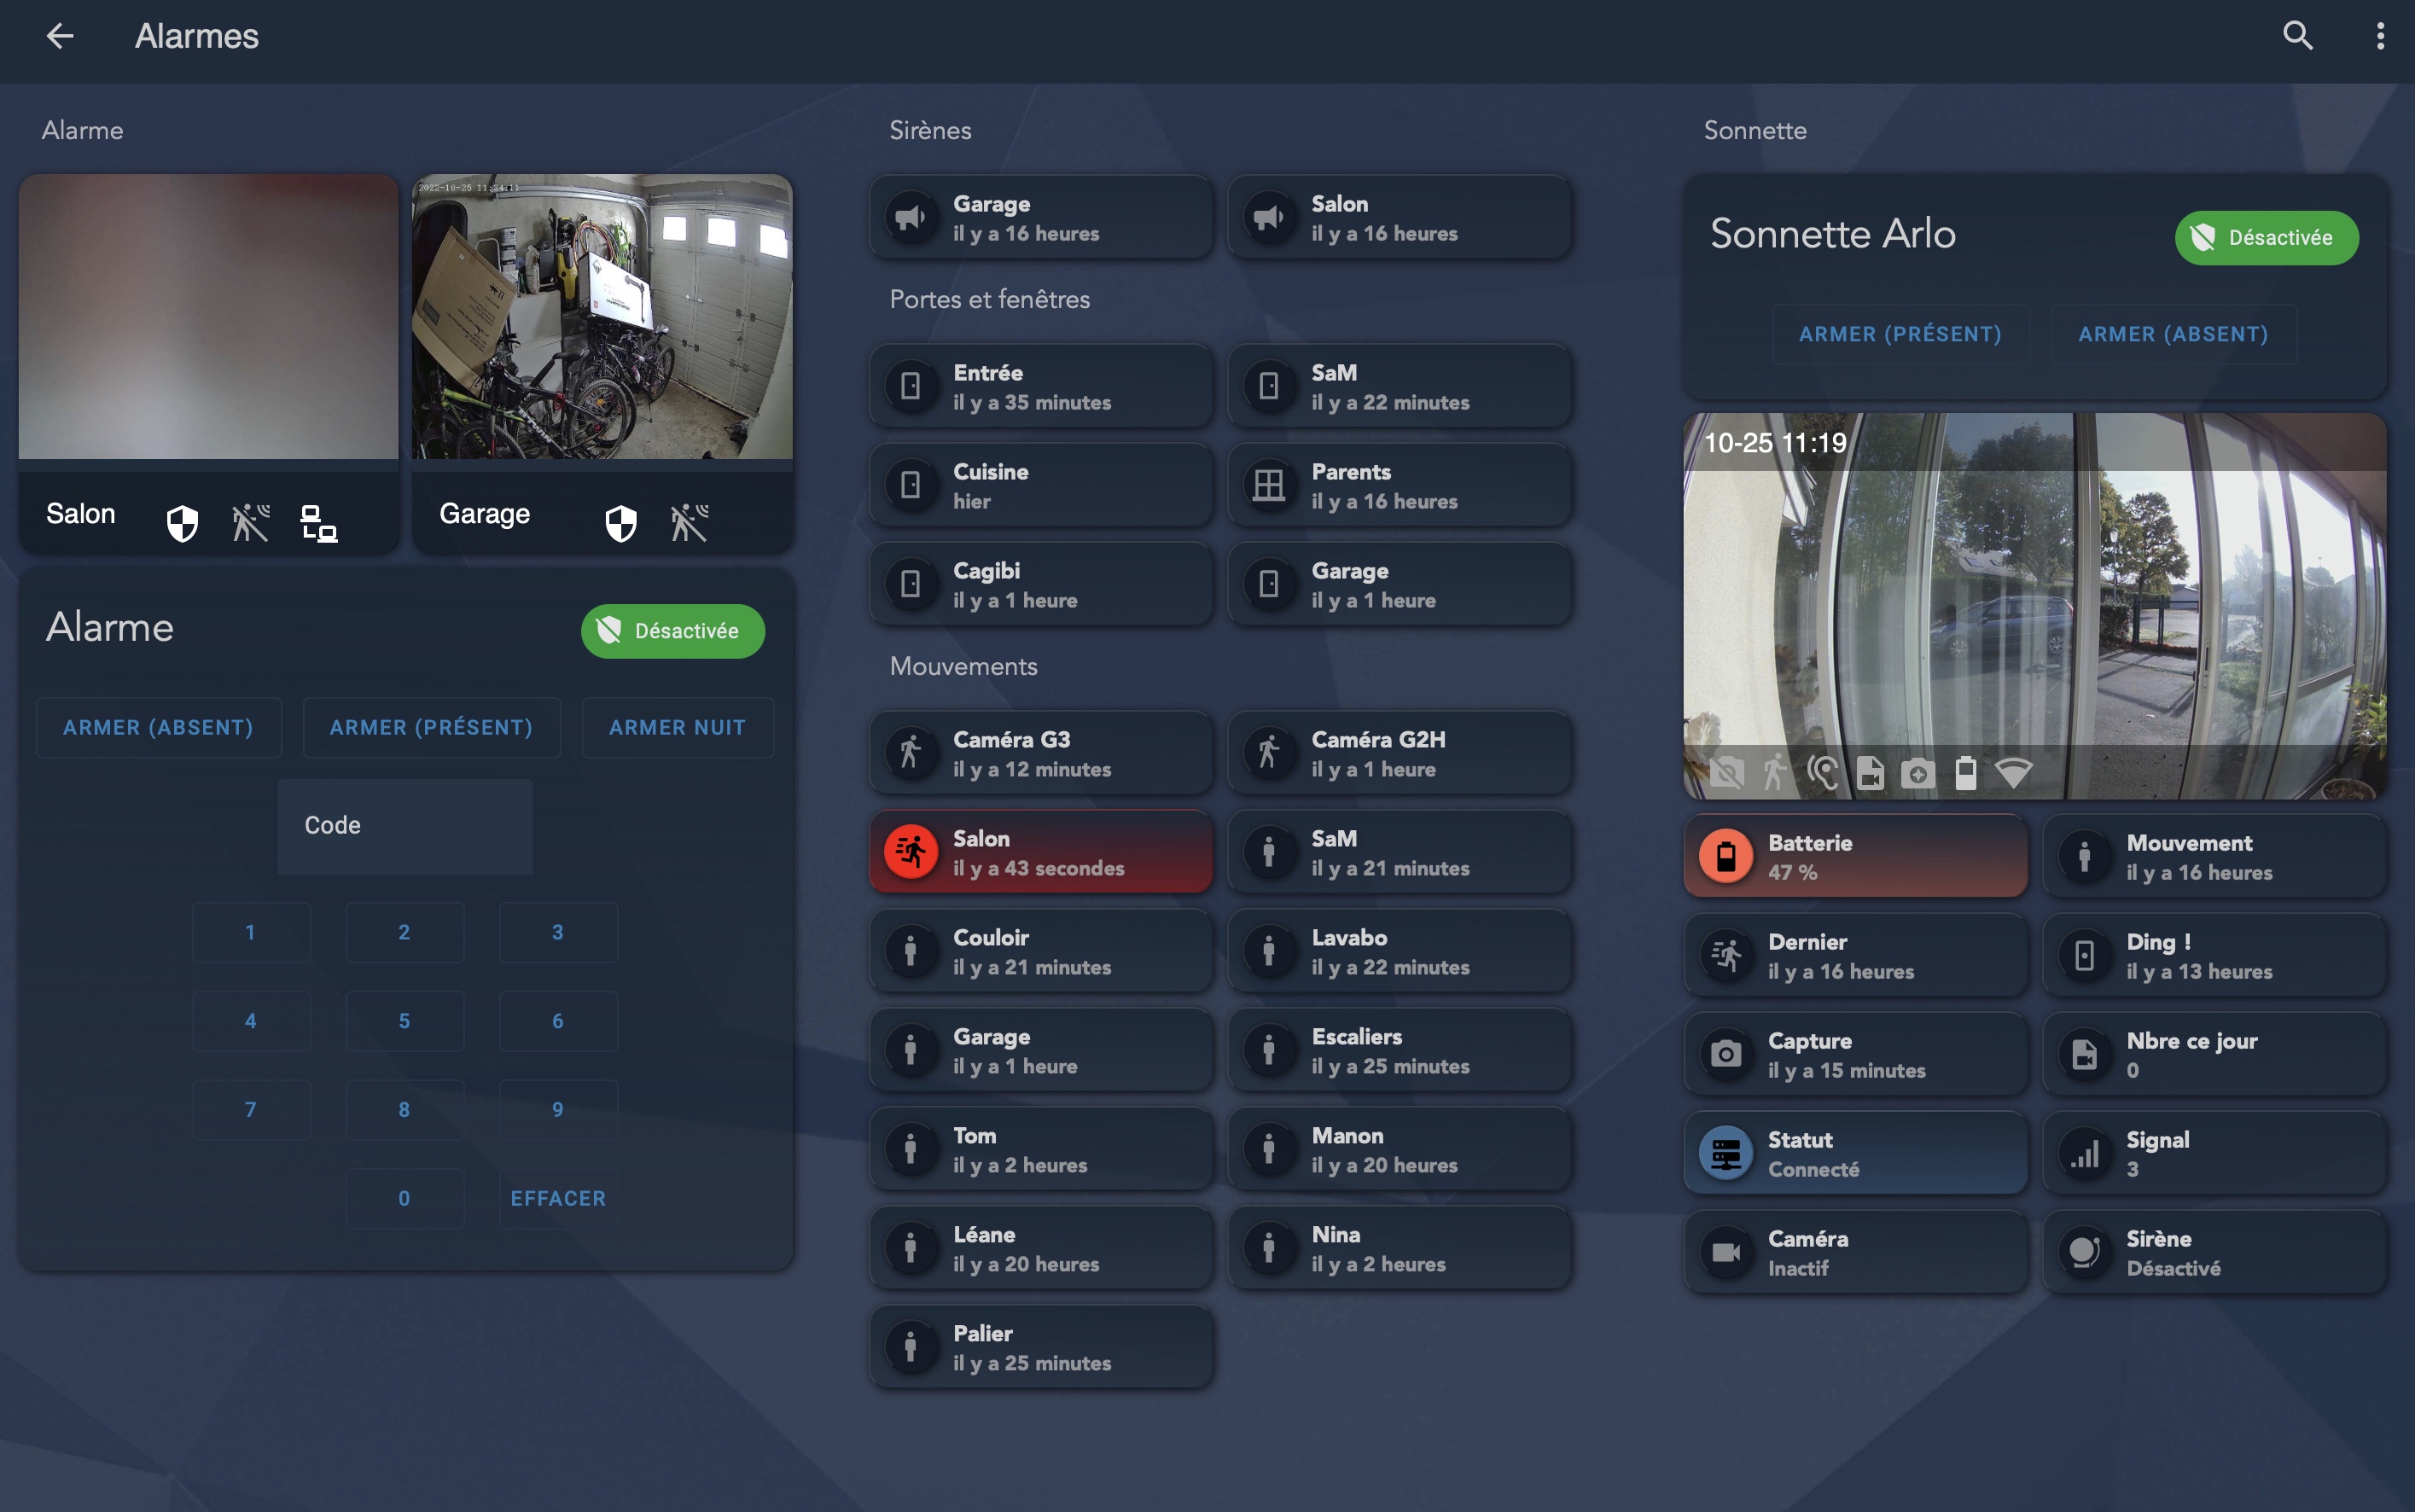 Alarmes
Alarme
2022-10-25 11:34:11
Salon
Garage
Alarme
Désactivée
ARMER (ABSENT)
ARMER (PRÉSENT)
ARMER NUIT
Code
1
2
3
4
5
6
7
8
9
0
EFFACER
Sirènes
Garage
il y a 16 heures
Salon
il y a 16 heures
Portes et fenêtres
Entrée
il y a 35 minutes
SaM
il y a 22 minutes
Cuisine
hier
Parents
il y a 16 heures
Cagibi
il y a 1 heure
Garage
il y a 1 heure
Mouvements
Caméra G3
il y a 12 minutes
Caméra G2H
il y a 1 heure
Salon
il y a 43 secondes
SaM
il y a 21 minutes
Couloir
il y a 21 minutes
Lavabo
il y a 22 minutes
Garage
il y a 1 heure
Escaliers
il y a 25 minutes
Tom
il y a 2 heures
Manon
il y a 20 heures
Léane
il y a 20 heures
Nina
il y a 2 heures
Palier
il y a 25 minutes
Sonnette
Sonnette Arlo
Désactivée
ARMER (PRÉSENT)
ARMER (ABSENT)
10-25 11:19
Batterie
47 %
Mouvement
il y a 16 heures
Dernier
il y a 16 heures
Ding !
il y a 13 heures
Capture
il y a 15 minutes
Nbre ce jour
0
Statut
Connecté
Signal
3
Caméra
Inactif
Sirène
Désactivé